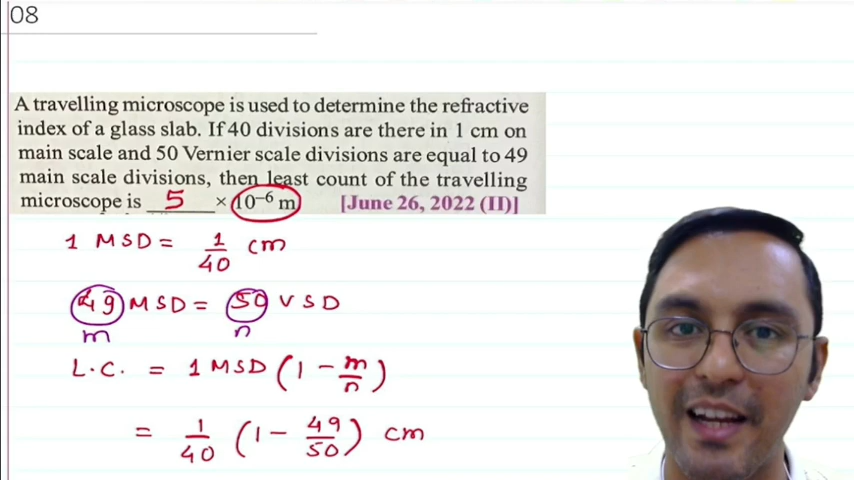 08
A travelling microscope is used to determine the refractive
index of a glass slab. If 40 divisions are there in 1 cm on
main scale and 50 Vernier scale divisions are equal to 49
main scale divisions, then least count of the travelling
microscope is 5 × 10⁻⁶ m [June 26, 2022 (II)]
1 MSD = 1/40 cm
49 MSD = 50 VSD
m n
L.C. = 1 MSD (1 - m/n)
= 1/40 (1 - 49/50) cm